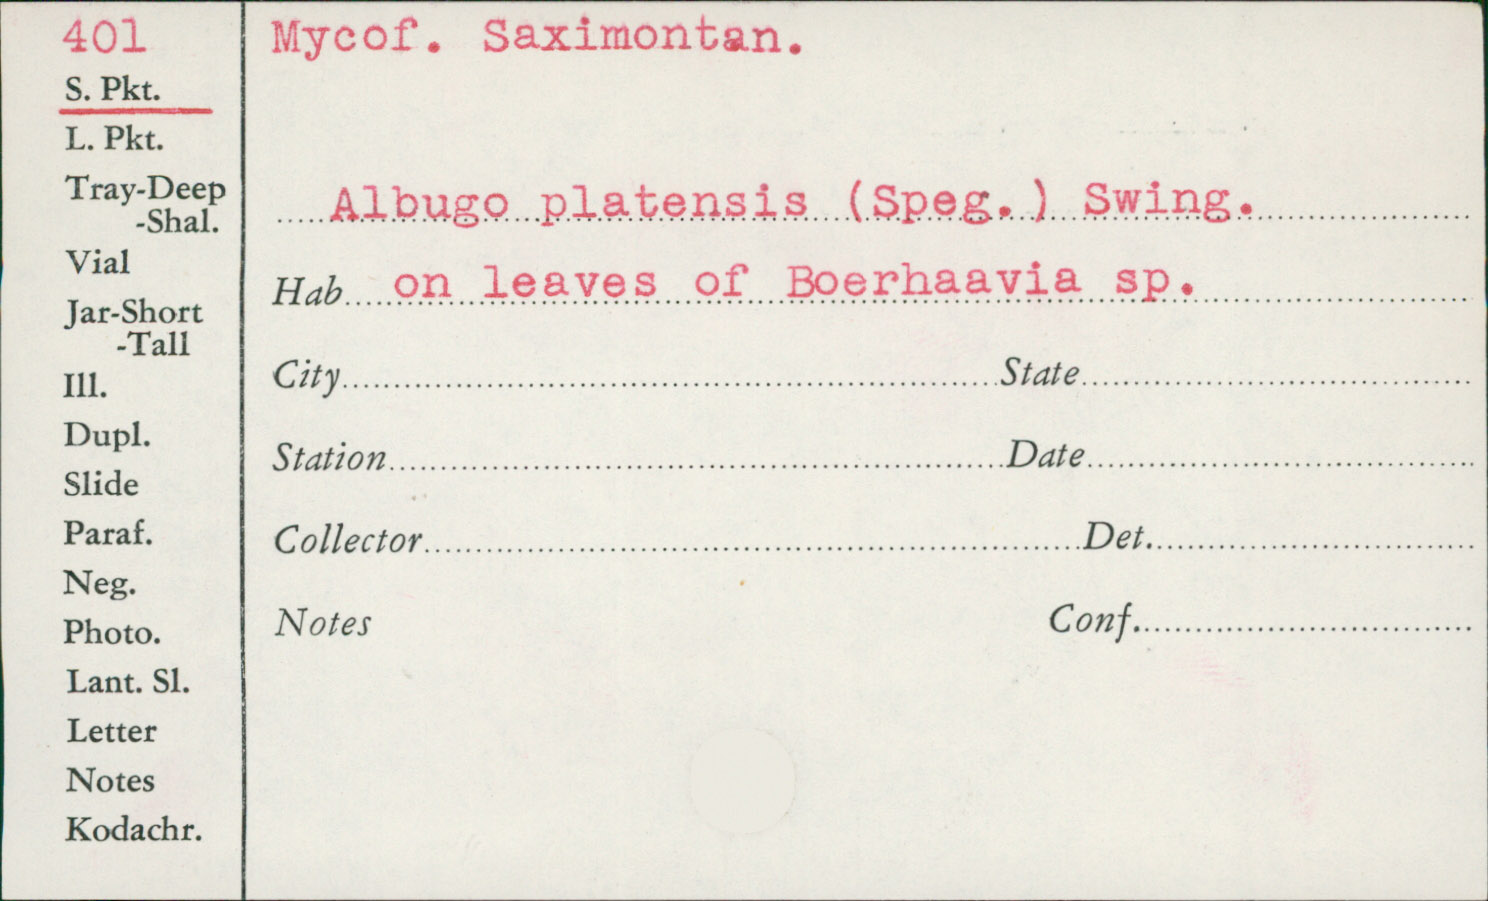 401
S. Pkt.
L. Pkt.
Tray-Deep
-Shal.
Vial
Jar-Short
-Tall
Ill.
Dupl.
Slide
Paraf.
Neg.
Photo.
Lant. Sl.
Letter
Notes
Kodachr.
Mycof. Saximontan.
Albugo platensis (Speg.) Swing.
Hab on leaves of Boerhaavia sp.
City State
Station Date
Collector Det.
Notes Conf.